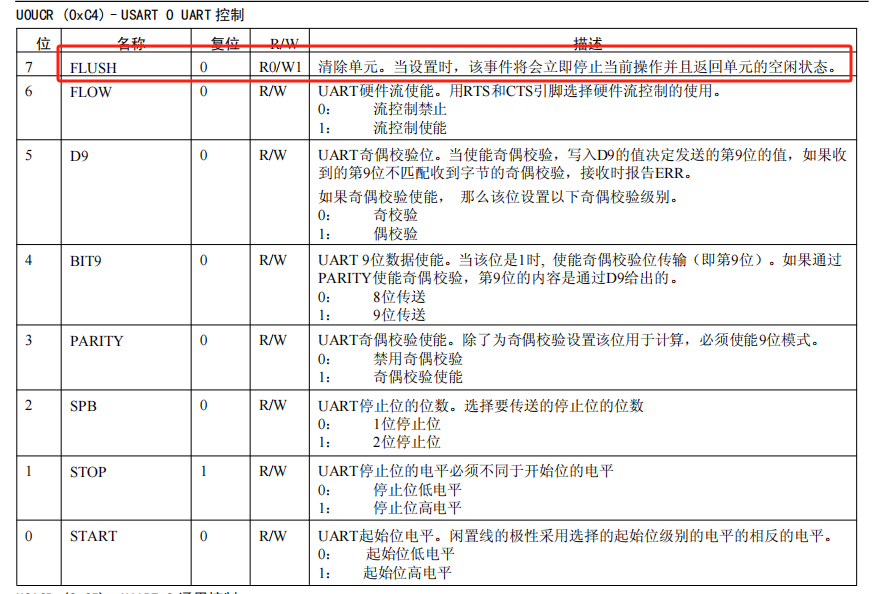 U0UCR (0xC4) – USART 0 UART 控制
位 名称 复位 R/W 描述
7 FLUSH 0 R0/W1 清除单元。当设置时，该事件将会立即停止当前操作并且返回单元的空闲状态。
6 FLOW 0 R/W UART硬件流使能。用RTS和CTS引脚选择硬件流控制的使用。
0： 流控制禁止
1： 流控制使能
5 D9 0 R/W UART奇偶校验位。当使能奇偶校验，写入D9的值决定发送的第9位的值，如果收
到的第9位不匹配收到字节的奇偶校验，接收时报告ERR。
如果奇偶校验使能， 那么该位设置以下奇偶校验级别。
0： 奇校验
1： 偶校验
4 BIT9 0 R/W UART 9位数据使能。当该位是1时, 使能奇偶校验位传输（即第9位）。如果通过
PARITY使能奇偶校验，第9位的内容是通过D9给出的。
0： 8位传送
1： 9位传送
3 PARITY 0 R/W UART奇偶校验使能。除了为奇偶校验设置该位用于计算，必须使能9位模式。
0： 禁用奇偶校验
1： 奇偶校验使能
2 SPB 0 R/W UART停止位的位数。选择要传送的停止位的位数
0： 1位停止位
1： 2位停止位
1 STOP 1 R/W UART停止位的电平必须不同于开始位的电平
0： 停止位低电平
1： 停止位高电平
0 START 0 R/W UART起始位电平。闲置线的极性采用选择的起始位级别的电平的相反的电平。
0： 起始位低电平
1： 起始位高电平